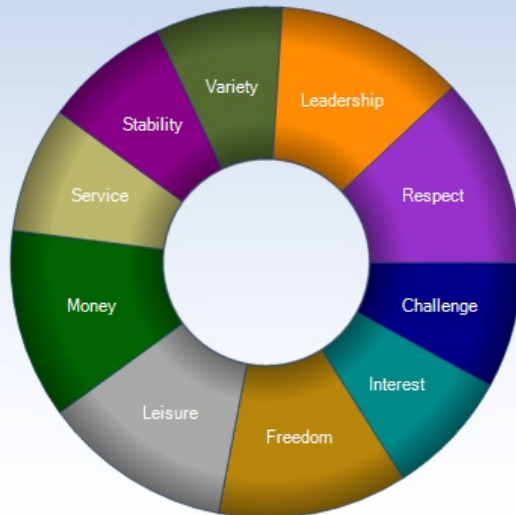 Variety
Leadership
Stability
Respect
Service
Money
Challenge
Interest
Leisure
Freedom